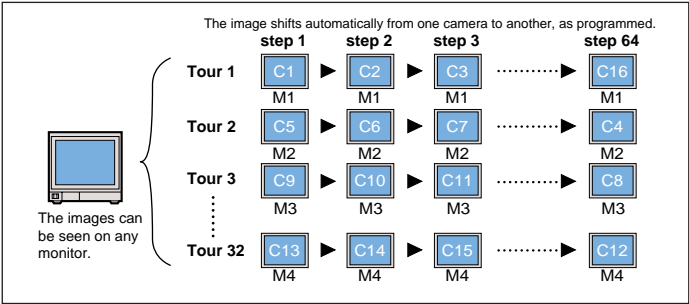 The image shifts automatically from one camera to another, as programmed.
step 1 step 2 step 3 step 64
Tour 1 C1 C2 C3 C16
M1 M1 M1 M1
Tour 2 C5 C6 C7 C4
M2 M2 M2 M2
Tour 3 C9 C10 C11 C8
M3 M3 M3 M3
The images can
be seen on any
monitor.
Tour 32 C13 C14 C15 C12
M4 M4 M4 M4